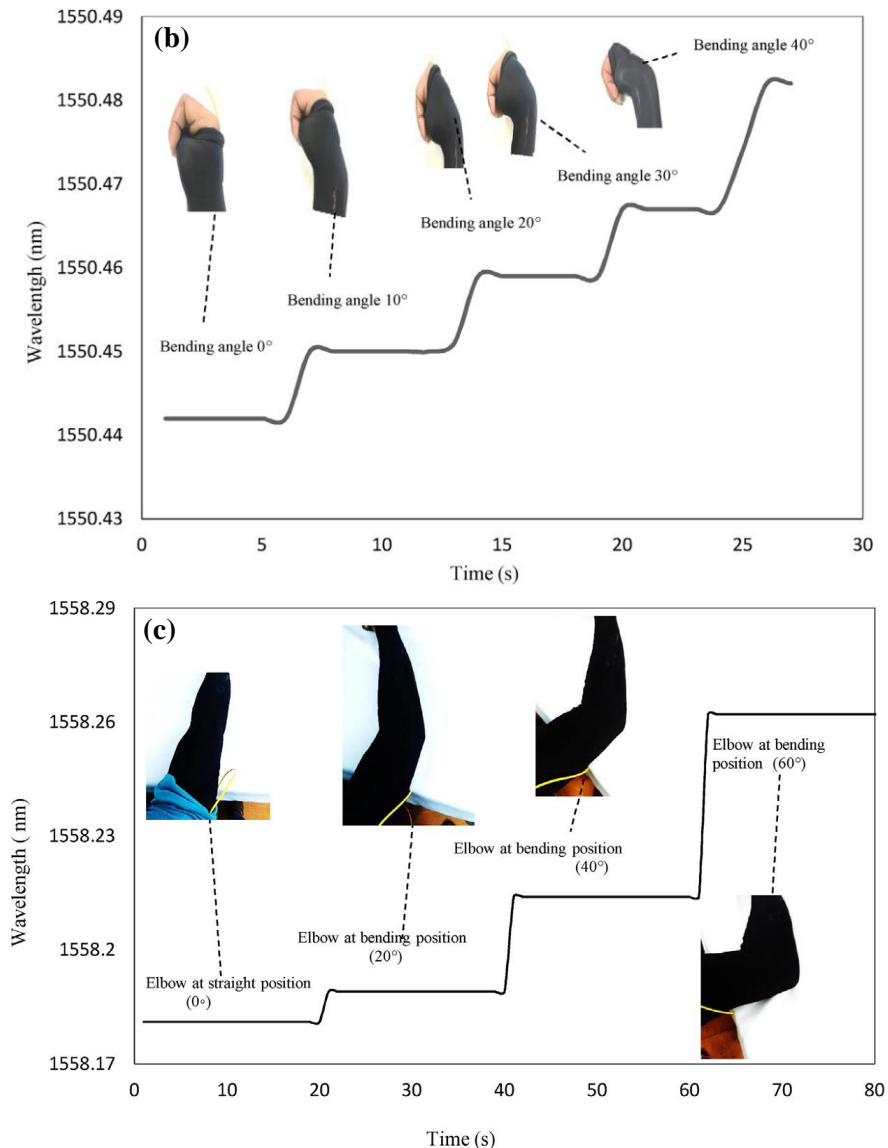 1550.49
(b)
Bending angle 40°
1550.48
1550.47
Bending angle 30°
Bending angle 20°
1550.46
Bending angle 10°
1550.45
Bending angle 0°
1550.44
1550.43
Wavelentgh (nm)
0 5 10 15 20 25 30
Time (s)
1558.29
(c)
1558.26
Elbow at bending
position (60°)
1558.23
Elbow at bending position
(40°)
1558.2
Elbow at bending position
(20°)
Elbow at straight position
(0°)
1558.17
Wavelength ( nm)
0 10 20 30 40 50 60 70 80
Time (s)